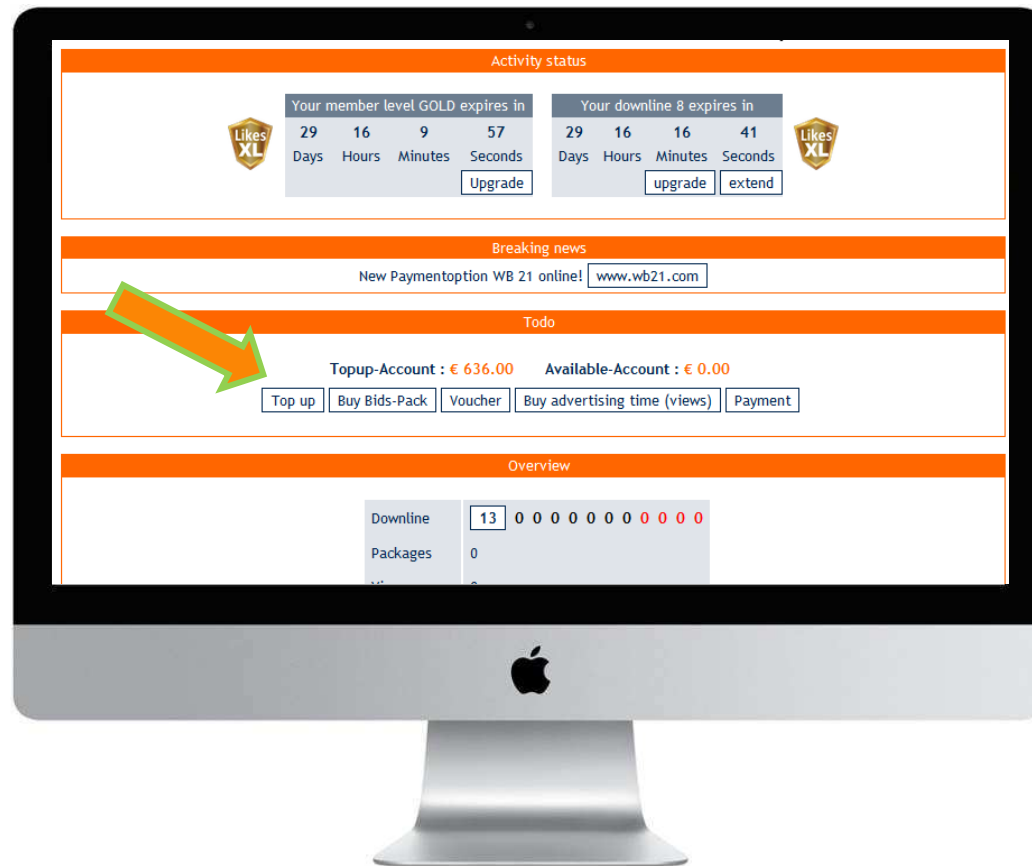 Activity status
Your member level GOLD expires in
29 16 9 57
Days Hours Minutes Seconds
Upgrade
Your downline 8 expires in
29 16 16 41
Days Hours Minutes Seconds
upgrade extend
Likes
XL
Likes
XL
Breaking news
New Paymentoption WB 21 online! www.wb21.com
Todo
Topup-Account : € 636.00 Available-Account : € 0.00
Top up Buy Bids-Pack Voucher Buy advertising time (views) Payment
Overview
Downline 13 0 0 0 0 0 0 0 0 0 0 0
Packages 0